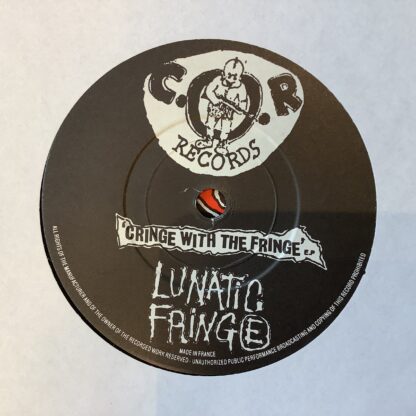 C.O.R
RECORDS
'CRINGE WITH THE FRINGE' EP
LUNATIC
FRINGE
MADE IN FRANCE
ALL RIGHTS OF THE MANUFACTURER AND OF THE OWNER OF THE RECORDED WORK RESERVED - UNAUTHORIZED PUBLIC PERFORMANCE BROADCASTING AND COPYING OF THIS RECORD PROHIBITED